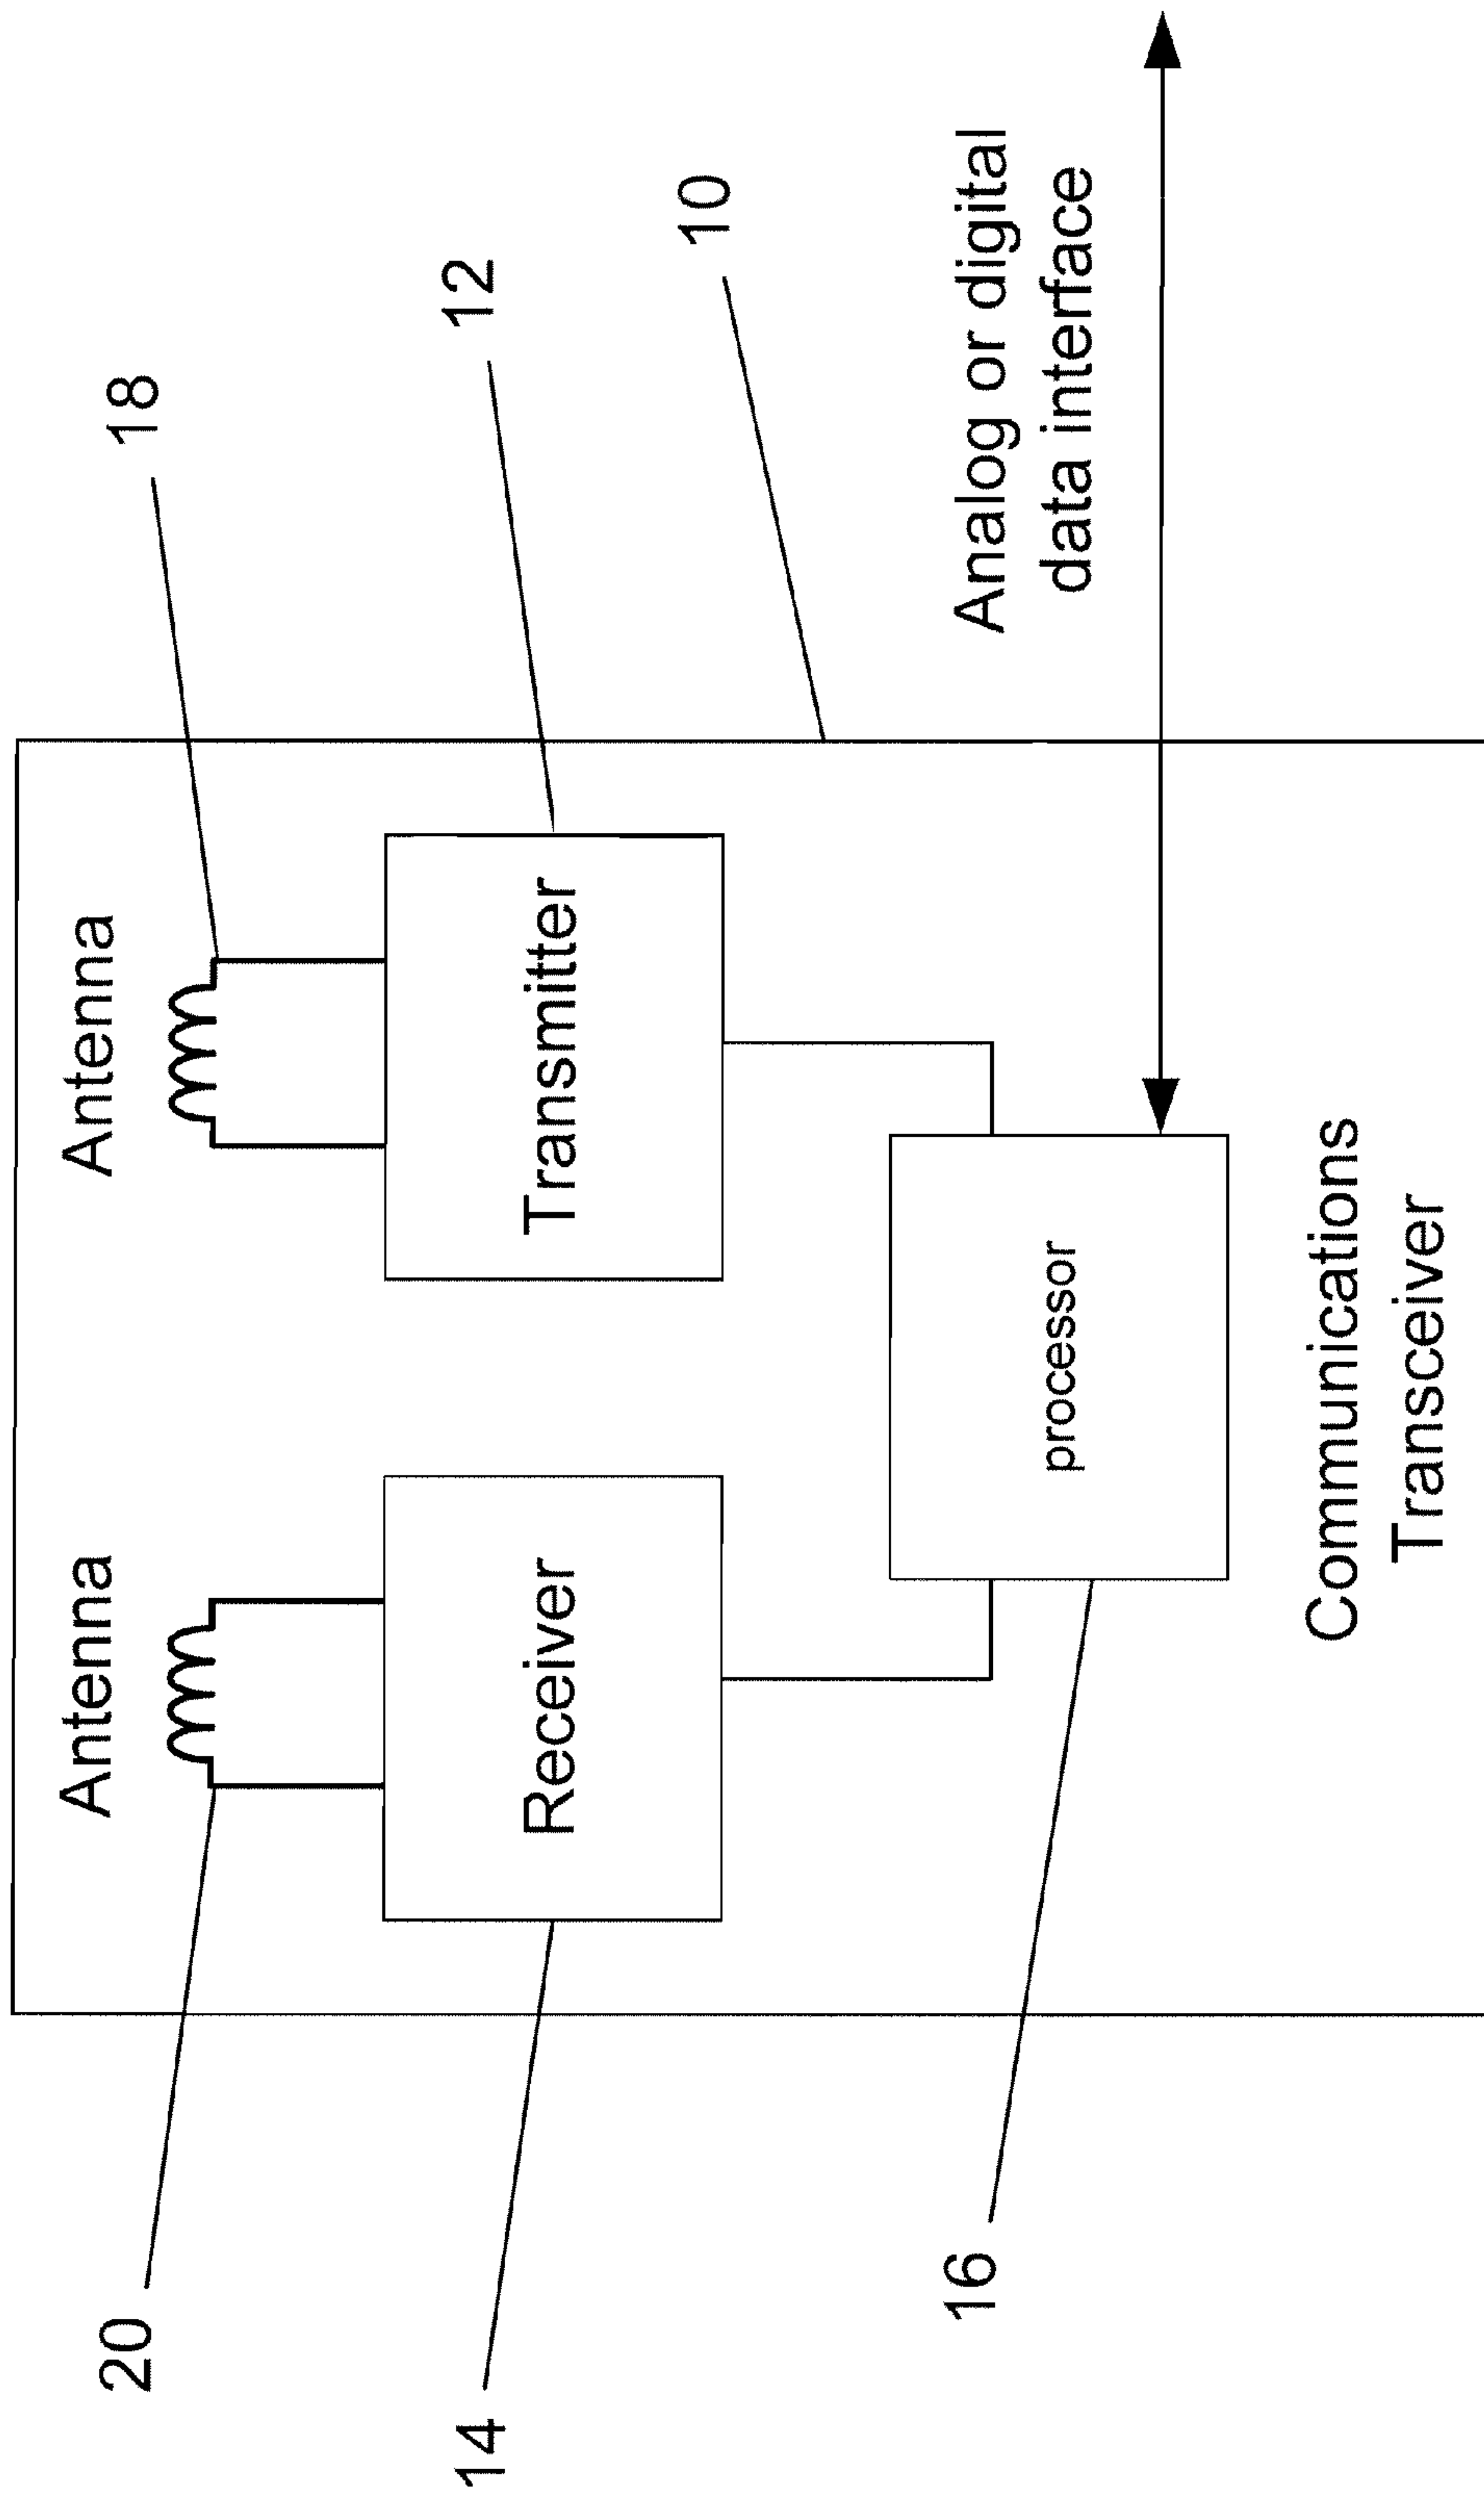 Antenna
Antenna
20
18
Receiver
Transmitter
14
12
10
processor
16
Analog or digital
data interface
Communications
Transceiver